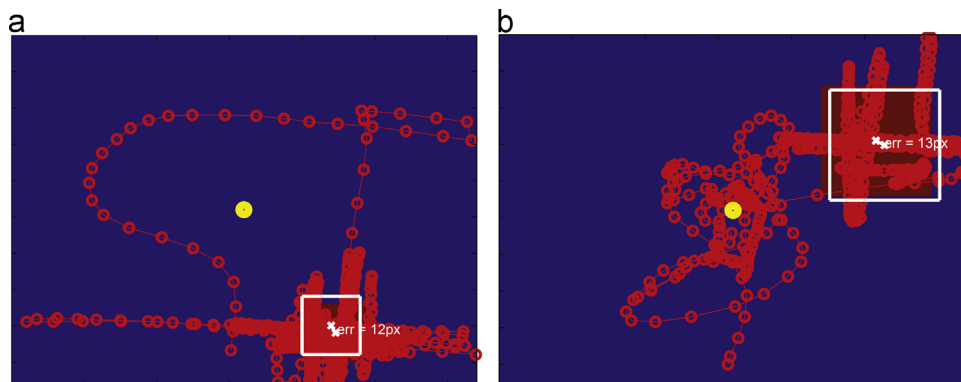 a
b
err = 12px
err = 13px